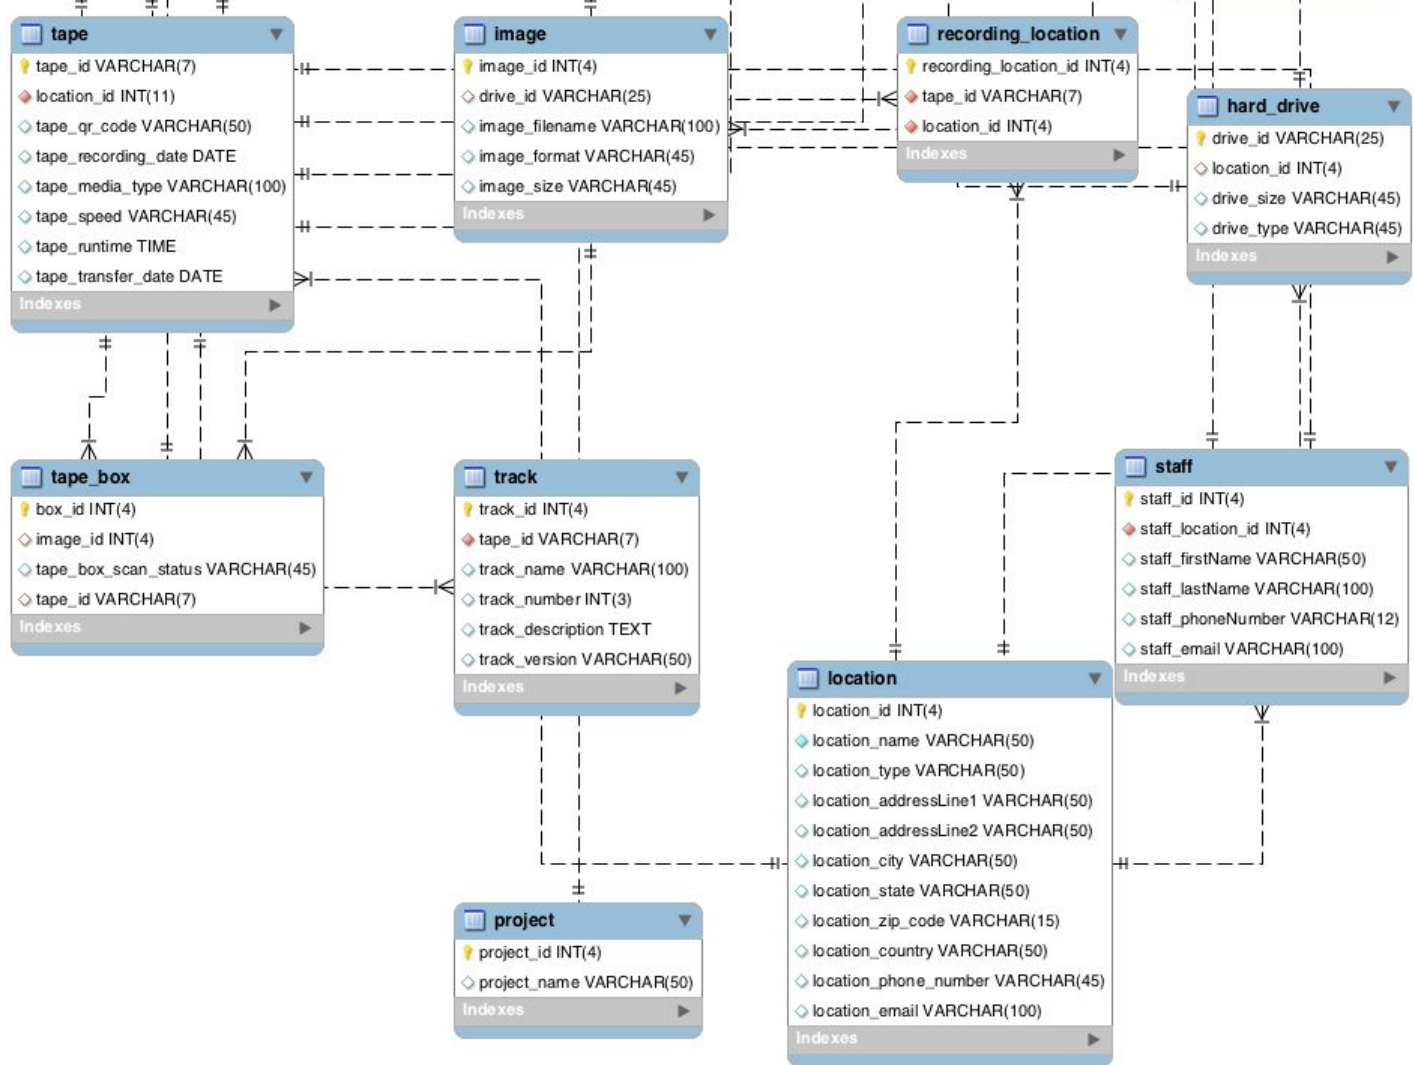 tape
tape_id VARCHAR(7)
location_id INT(11)
tape_qr_code VARCHAR(50)
tape_recording_date DATE
tape_media_type VARCHAR(100)
tape_speed VARCHAR(45)
tape_runtime TIME
tape_transfer_date DATE
Indexes
image
image_id INT(4)
drive_id VARCHAR(25)
image_filename VARCHAR(100)
image_format VARCHAR(45)
image_size VARCHAR(45)
Indexes
recording_location
recording_location_id INT(4)
tape_id VARCHAR(7)
location_id INT(4)
Indexes
hard_drive
drive_id VARCHAR(25)
location_id INT(4)
drive_size VARCHAR(45)
drive_type VARCHAR(45)
Indexes
tape_box
box_id INT(4)
image_id INT(4)
tape_box_scan_status VARCHAR(45)
tape_id VARCHAR(7)
Indexes
track
track_id INT(4)
tape_id VARCHAR(7)
track_name VARCHAR(100)
track_number INT(3)
track_description TEXT
track_version VARCHAR(50)
Indexes
staff
staff_id INT(4)
staff_location_id INT(4)
staff_firstName VARCHAR(50)
staff_lastName VARCHAR(100)
staff_phoneNumber VARCHAR(12)
staff_email VARCHAR(100)
Indexes
location
location_id INT(4)
location_name VARCHAR(50)
location_type VARCHAR(50)
location_addressLine1 VARCHAR(50)
location_addressLine2 VARCHAR(50)
location_city VARCHAR(50)
location_state VARCHAR(50)
location_zip_code VARCHAR(15)
location_country VARCHAR(50)
location_phone_number VARCHAR(45)
location_email VARCHAR(100)
Indexes
project
project_id INT(4)
project_name VARCHAR(50)
Indexes